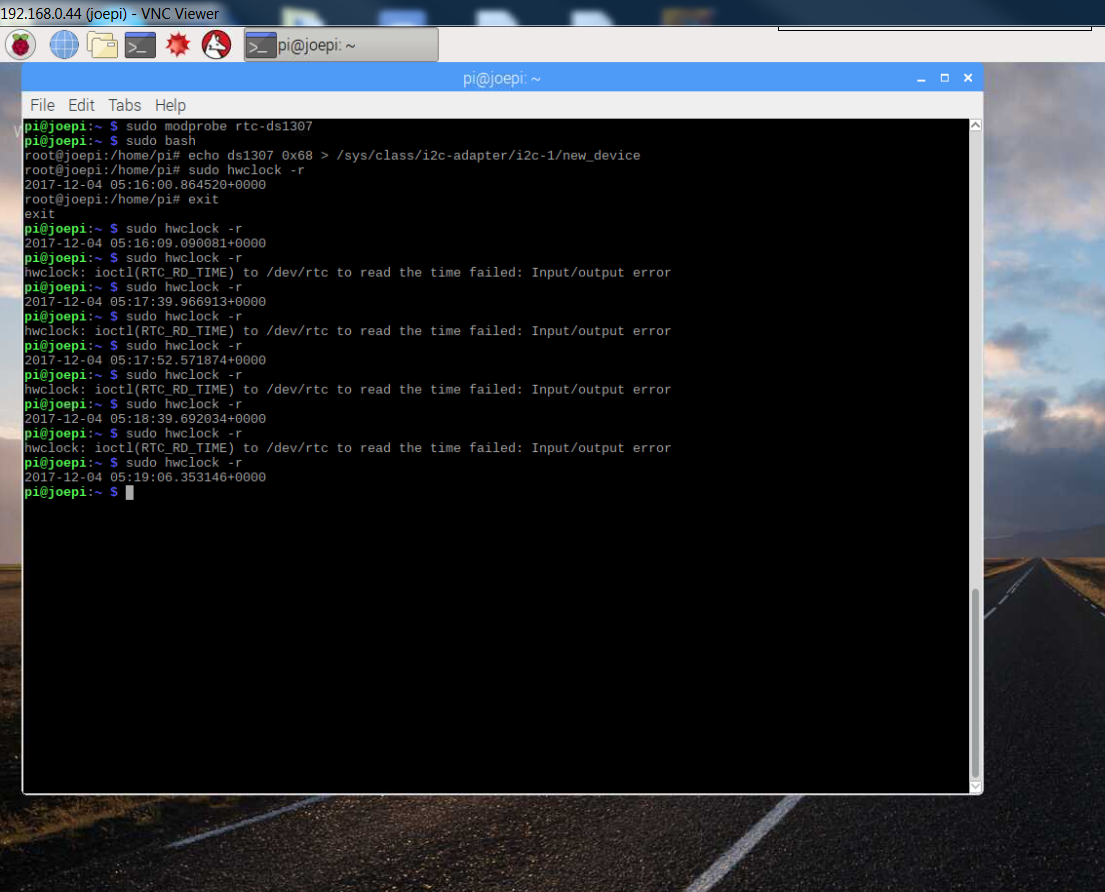 192.168.0.44 (joepi) - VNC Viewer
pi@joepi: ~
pi@joepi: ~
File Edit Tabs Help
pi@joepi:~ $ sudo modprobe rtc-ds1307
pi@joepi:~ $ sudo bash
root@joepi:/home/pi# echo ds1307 0x68 > /sys/class/i2c-adapter/i2c-1/new_device
root@joepi:/home/pi# sudo hwclock -r
2017-12-04 05:16:00.864520+0000
root@joepi:/home/pi# exit
exit
pi@joepi:~ $ sudo hwclock -r
2017-12-04 05:16:09.090081+0000
pi@joepi:~ $ sudo hwclock -r
hwclock: ioctl(RTC_RD_TIME) to /dev/rtc to read the time failed: Input/output error
pi@joepi:~ $ sudo hwclock -r
2017-12-04 05:17:39.966913+0000
pi@joepi:~ $ sudo hwclock -r
hwclock: ioctl(RTC_RD_TIME) to /dev/rtc to read the time failed: Input/output error
pi@joepi:~ $ sudo hwclock -r
2017-12-04 05:17:52.571874+0000
pi@joepi:~ $ sudo hwclock -r
hwclock: ioctl(RTC_RD_TIME) to /dev/rtc to read the time failed: Input/output error
pi@joepi:~ $ sudo hwclock -r
2017-12-04 05:18:39.692034+0000
pi@joepi:~ $ sudo hwclock -r
hwclock: ioctl(RTC_RD_TIME) to /dev/rtc to read the time failed: Input/output error
pi@joepi:~ $ sudo hwclock -r
2017-12-04 05:19:06.353146+0000
pi@joepi:~ $